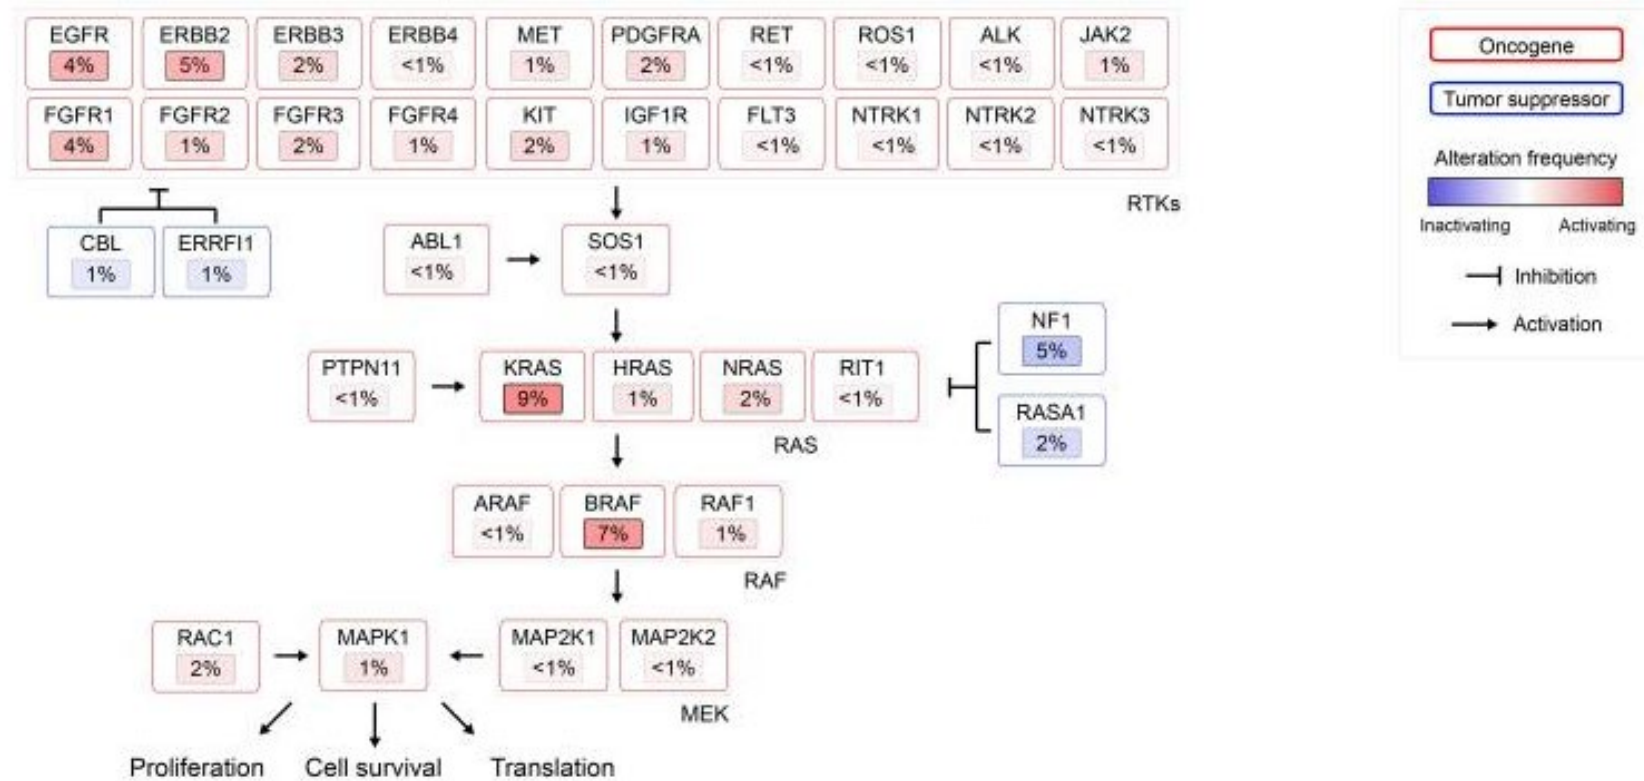 EGFR ERBB2 ERBB3 ERBB4 MET PDGFRA RET ROS1 ALK JAK2
4% 5% 2% <1% 1% 2% <1% <1% <1% 1%
FGFR1 FGFR2 FGFR3 FGFR4 KIT IGF1R FLT3 NTRK1 NTRK2 NTRK3
4% 1% 2% 1% 2% 1% <1% <1% <1% <1%
RTKs
CBL ERRFI1 ABL1 SOS1
1% 1% <1% <1%
NF1
5%
PTPN11 KRAS HRAS NRAS RIT1
<1% 9% 1% 2% <1%
RASA1
2%
RAS
ARAF BRAF RAF1
<1% 7% 1%
RAF
RAC1 MAPK1 MAP2K1 MAP2K2
2% 1% <1% <1%
MEK
Proliferation Cell survival Translation
Oncogene
Tumor suppressor
Alteration frequency
Inactivating Activating
Inhibition
Activation